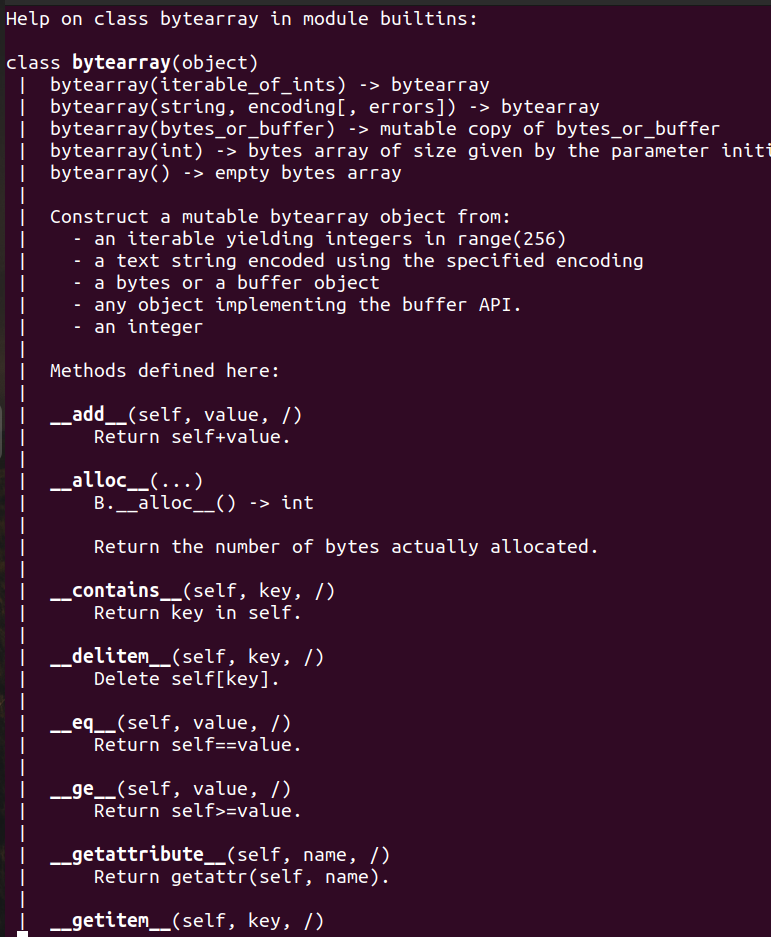 Help on class bytearray in module builtins:

class bytearray(object)
 |  bytearray(iterable_of_ints) -> bytearray
 |  bytearray(string, encoding[, errors]) -> bytearray
 |  bytearray(bytes_or_buffer) -> mutable copy of bytes_or_buffer
 |  bytearray(int) -> bytes array of size given by the parameter initi
 |  bytearray() -> empty bytes array
 |
 |  Construct a mutable bytearray object from:
 |    - an iterable yielding integers in range(256)
 |    - a text string encoded using the specified encoding
 |    - a bytes or a buffer object
 |    - any object implementing the buffer API.
 |    - an integer
 |
 |  Methods defined here:
 |
 |  __add__(self, value, /)
 |      Return self+value.
 |
 |  __alloc__(...)
 |      B.__alloc__() -> int
 |
 |      Return the number of bytes actually allocated.
 |
 |  __contains__(self, key, /)
 |      Return key in self.
 |
 |  __delitem__(self, key, /)
 |      Delete self[key].
 |
 |  __eq__(self, value, /)
 |      Return self==value.
 |
 |  __ge__(self, value, /)
 |      Return self>=value.
 |
 |  __getattribute__(self, name, /)
 |      Return getattr(self, name).
 |
 |  __getitem__(self, key, /)